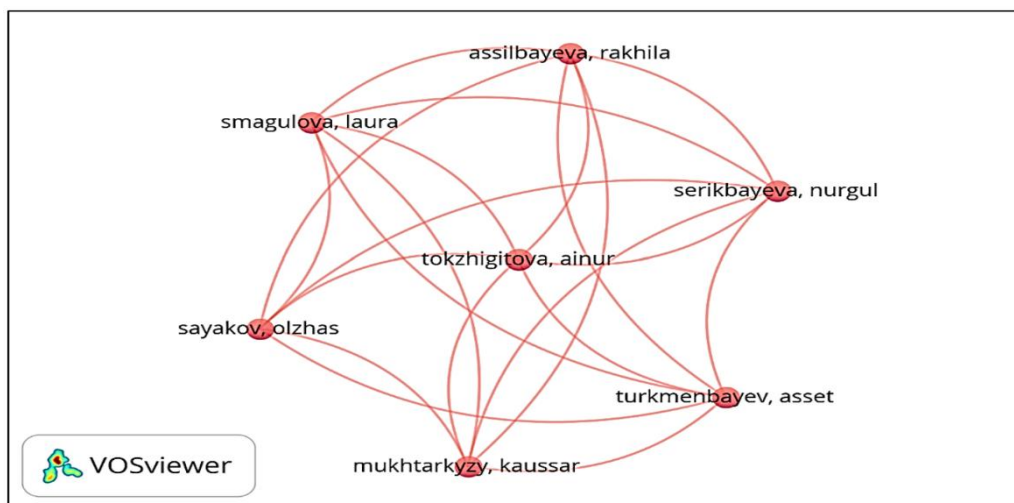 assilbayeva, rakhila
smagulova, laura
serikbayeva, nurgul
tokzhigitova, ainur
sayakov, olzhas
turkmenbayev, asset
mukhtarkyzy, kaussar
VOSviewer